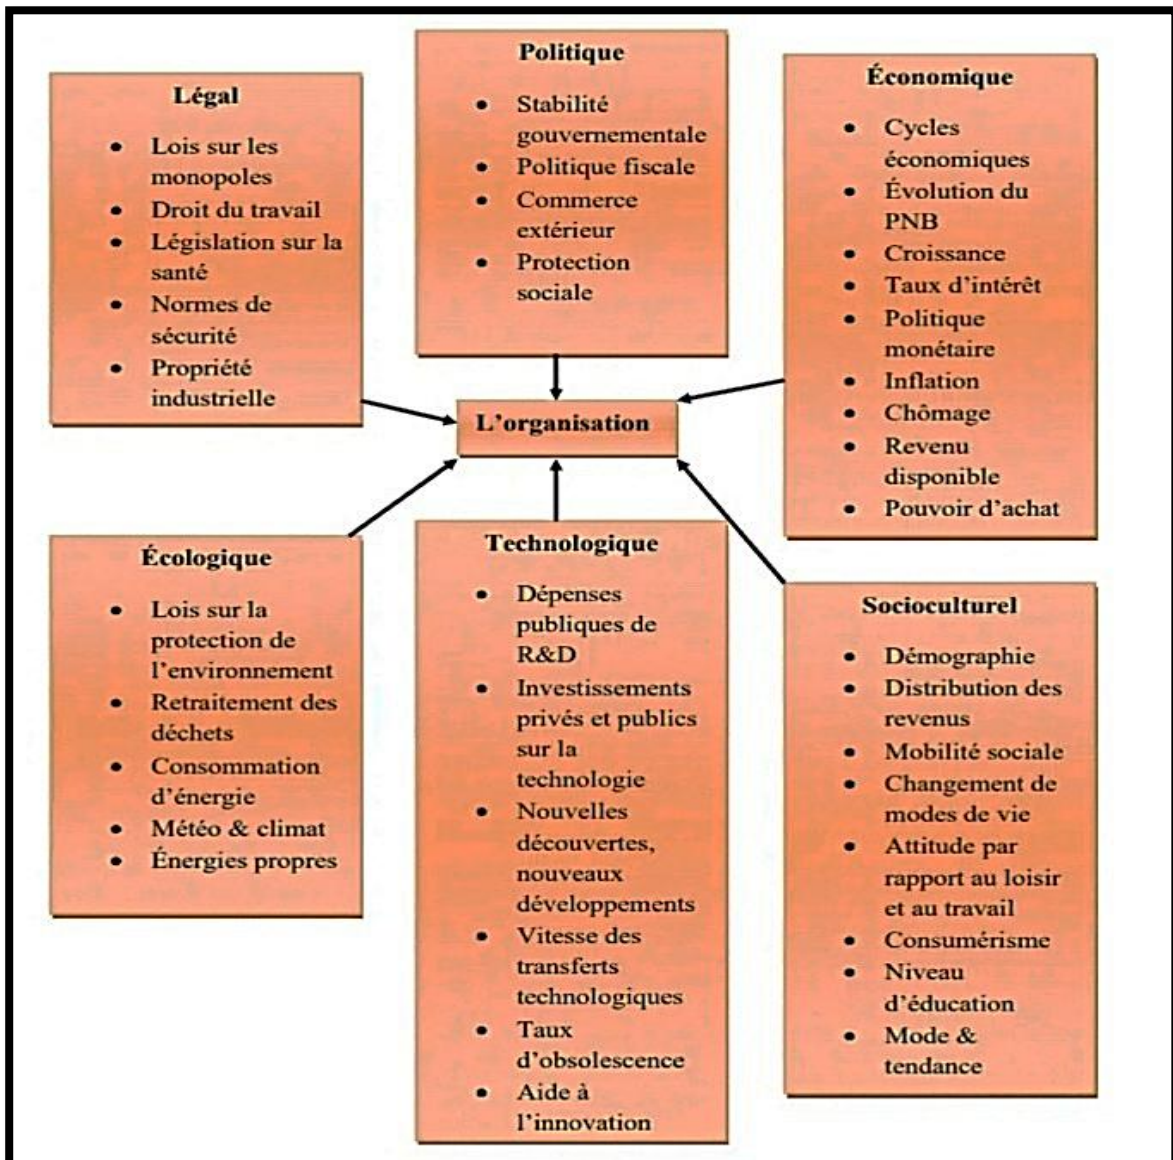 Légal
• Lois sur les
monopoles
• Droit du travail
• Législation sur la
santé
• Normes de
sécurité
• Propriété
industrielle
Politique
• Stabilité
gouvernementale
• Politique fiscale
• Commerce
extérieur
• Protection
sociale
Économique
• Cycles
économiques
• Évolution du
PNB
• Croissance
• Taux d'intérêt
• Politique
monétaire
• Inflation
• Chômage
• Revenu
disponible
• Pouvoir d'achat
L'organisation
Écologique
• Lois sur la
protection de
l'environnement
• Retraitement des
déchets
• Consommation
d'énergie
• Météo & climat
• Énergies propres
Technologique
• Dépenses
publiques de
R&D
• Investissements
privés et publics
sur la
technologie
• Nouvelles
découvertes,
nouveaux
développements
• Vitesse des
transferts
technologiques
• Taux
d'obsolescence
• Aide à
l'innovation
Socioculturel
• Démographie
• Distribution des
revenus
• Mobilité sociale
• Changement de
modes de vie
• Attitude par
rapport au loisir
et au travail
• Consumérisme
• Niveau
d'éducation
• Mode &
tendance